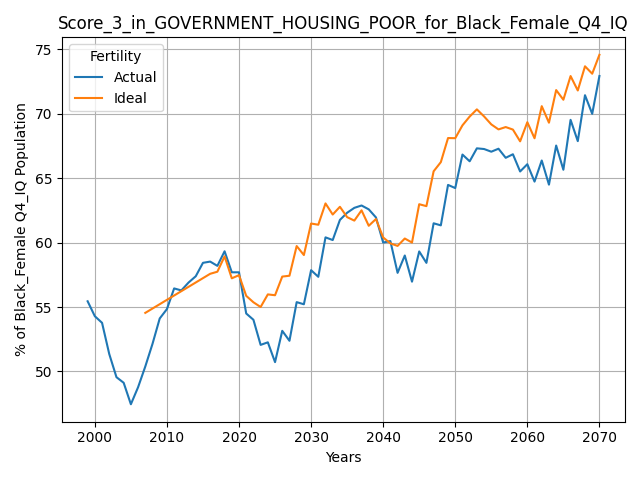 Score_3_in_GOVERNMENT_HOUSING_POOR_for_Black_Female_Q4_IQ
Fertility
Actual
Ideal
% of Black_Female Q4_IQ Population
75
70
65
60
55
50
2000 2010 2020 2030 2040 2050 2060 2070
Years